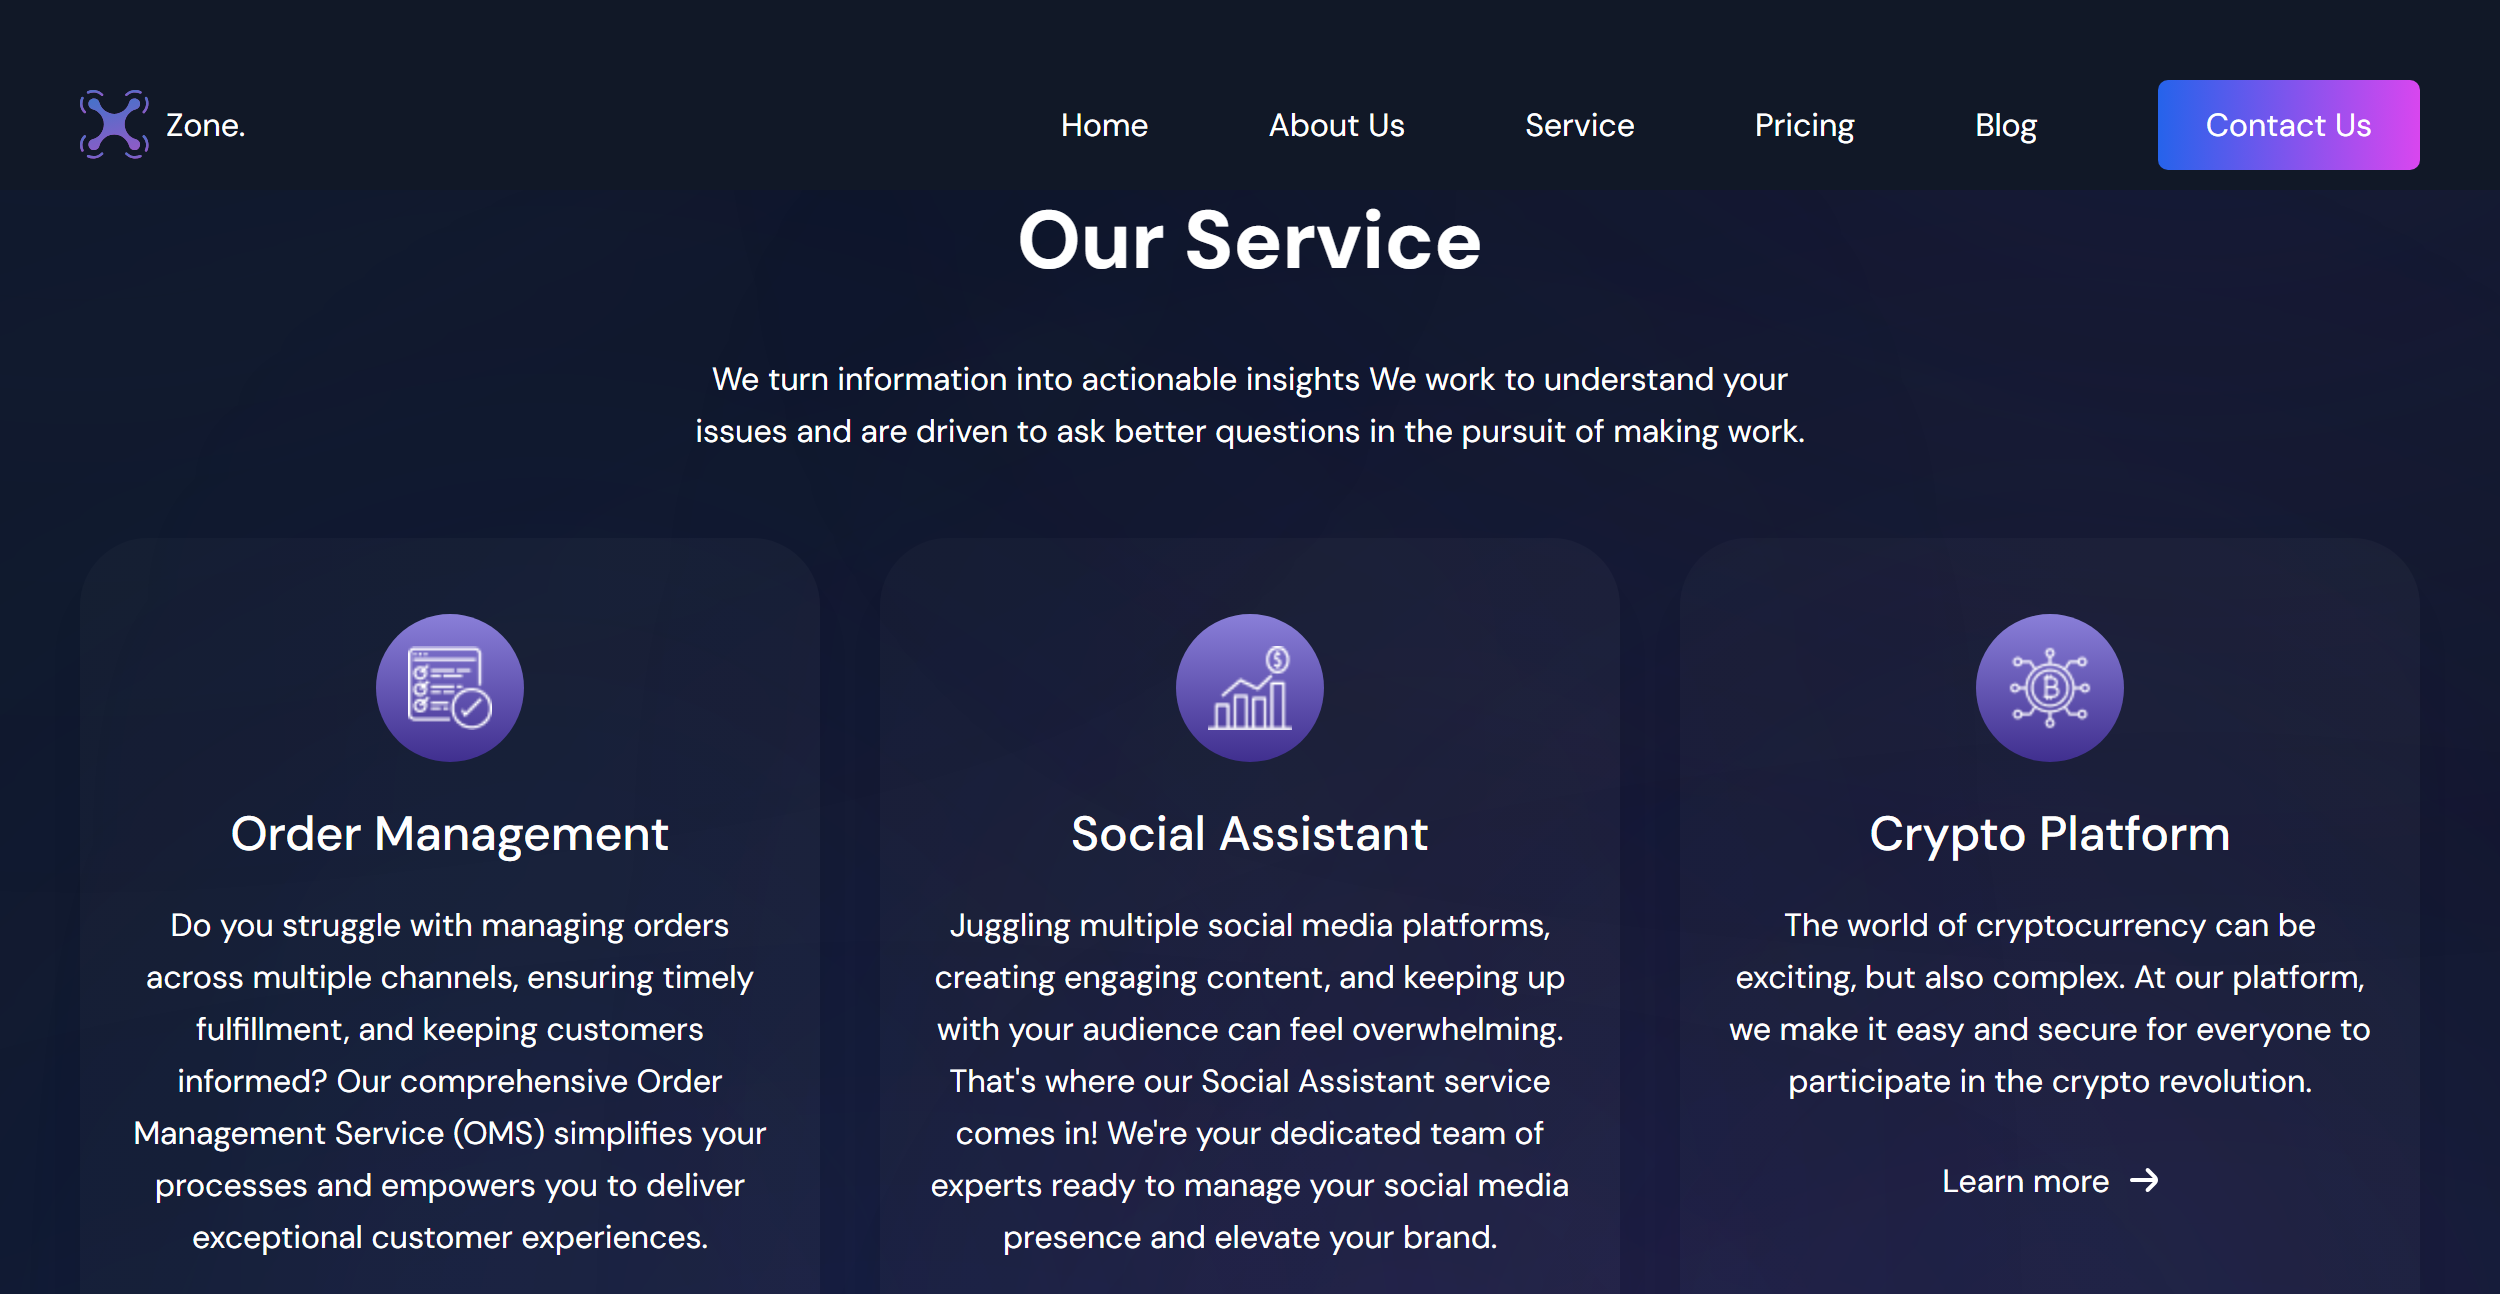 Zone.
Home
About Us
Service
Pricing
Blog
Contact Us
Our Service
We turn information into actionable insights We work to understand your
issues and are driven to ask better questions in the pursuit of making work.
Order Management
Do you struggle with managing orders
across multiple channels, ensuring timely
fulfillment, and keeping customers
informed? Our comprehensive Order
Management Service (OMS) simplifies your
processes and empowers you to deliver
exceptional customer experiences.
Social Assistant
Juggling multiple social media platforms,
creating engaging content, and keeping up
with your audience can feel overwhelming.
That's where our Social Assistant service
comes in! We're your dedicated team of
experts ready to manage your social media
presence and elevate your brand.
Crypto Platform
The world of cryptocurrency can be
exciting, but also complex. At our platform,
we make it easy and secure for everyone to
participate in the crypto revolution.
Learn more